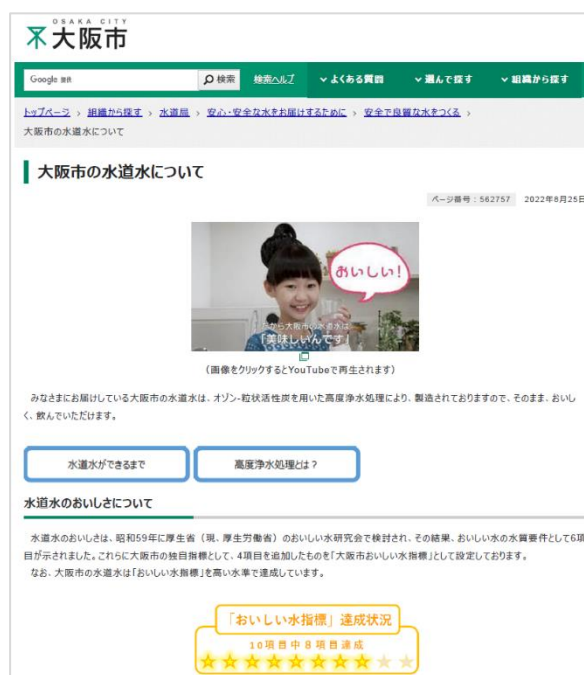 OSAKA CITY
大阪市
Google 提供
検索
検索ヘルプ
よくある質問
選んで探す
組織から探す
トップページ > 組織から探す > 水道局 > 安心・安全な水をお届けするために > 安全で良質な水をつくる >
大阪市の水道水について
大阪市の水道水について
ページ番号：562757 2022年8月25日
おいしい!
だから大阪市の水道水は
「美味しいんです」
（画像をクリックするとYouTubeで再生されます）
みなさまにお届けしている大阪市の水道水は、オゾン・粒状活性炭を用いた高度浄水処理により、製造されておりますので、そのまま、おいし
く、飲んでいただけます。
水道水ができるまで
高度浄水処理とは？
水道水のおいしさについて
水道水のおいしさは、昭和59年に厚生省（現、厚生労働省）のおいしい水研究会で検討され、その結果、おいしい水の水質要件として6項
目が示されました。これらに大阪市の独自指標として、4項目を追加したものを「大阪市おいしい水指標」として設定しております。
なお、大阪市の水道水は「おいしい水指標」を高い水準で達成しています。
「おいしい水指標」達成状況
10項目中8項目達成